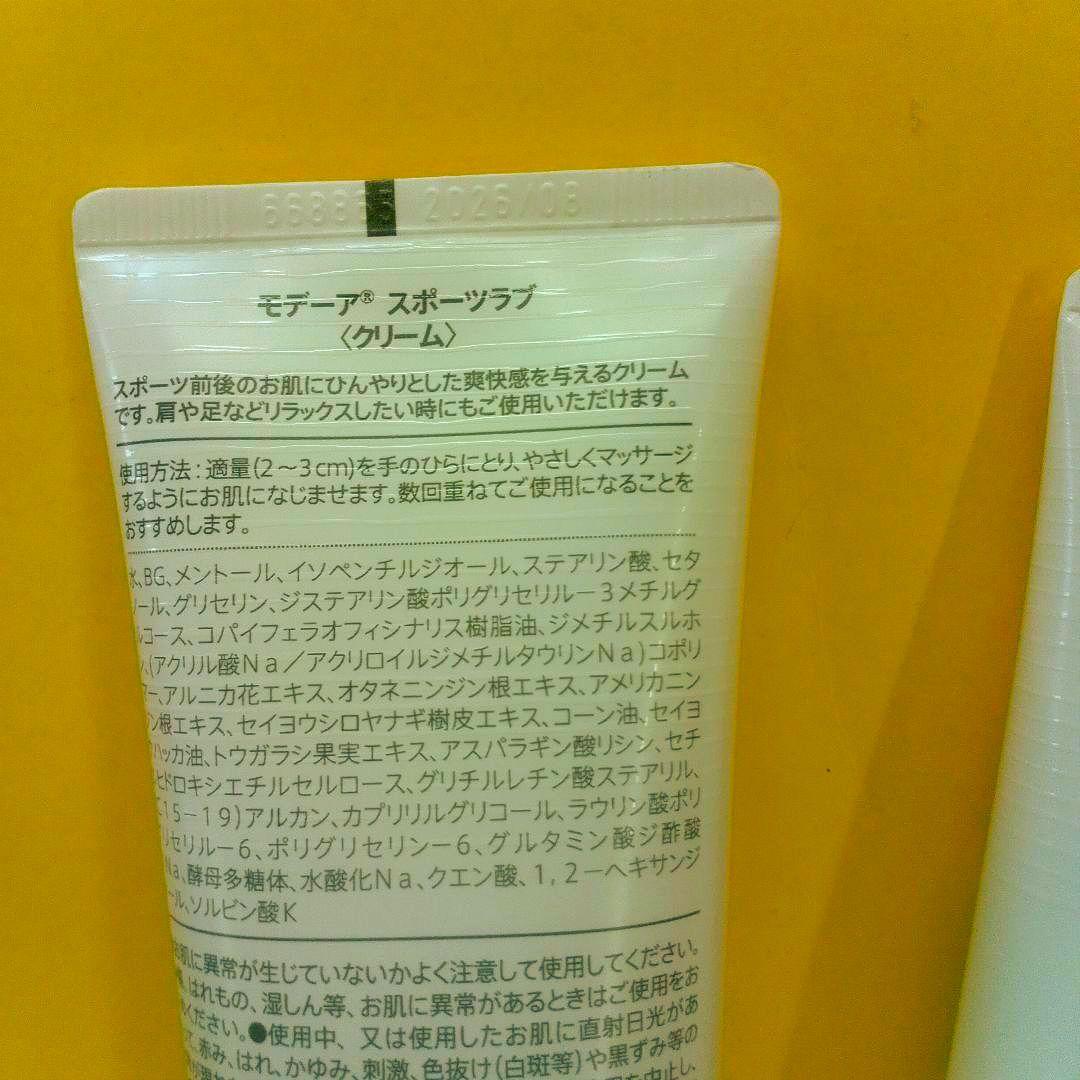 2026/08
モデーア® スポーツラブ
〈クリーム〉
スポーツ前後のお肌にひんやりとした爽快感を与えるクリーム
です。肩や足などリラックスしたい時にもご使用いただけます。
使用方法：適量(2～3cm)を手のひらにとり、やさしくマッサージ
するようにお肌になじませます。数回重ねてご使用になることを
おすすめします。
水、BG、メントール、イソペンチルジオール、ステアリン酸、セタ
ール、グリセリン、ジステアリン酸ポリグリセリル－3メチルグ
ルコース、コパイフェラオフィシナリス樹脂油、ジメチルスルホ
ン、(アクリル酸Na／アクリロイルジメチルタウリンNa)コポリ
マー、アルニカ花エキス、オタネニンジン根エキス、アメリカニン
ジン根エキス、セイヨウシロヤナギ樹皮エキス、コーン油、セイヨ
ウハッカ油、トウガラシ果実エキス、アスパラギン酸リシン、セチ
ルヒドロキシエチルセルロース、グリチルレチン酸ステアリル、
C15－19)アルカン、カプリリルグリコール、ラウリン酸ポリ
リセリル－6、ポリグリセリン－6、グルタミン酸ジ酢酸
Na、酵母多糖体、水酸化Na、クエン酸、1，2－ヘキサンジ
ール、ソルビン酸K
お肌に異常が生じていないかよく注意して使用してください。
はれもの、湿しん等、お肌に異常があるときはご使用をお
ください。●使用中、又は使用したお肌に直射日光があ
て、赤み、はれ、かゆみ、刺激、色抜け(白斑等)や黒ずみ等の